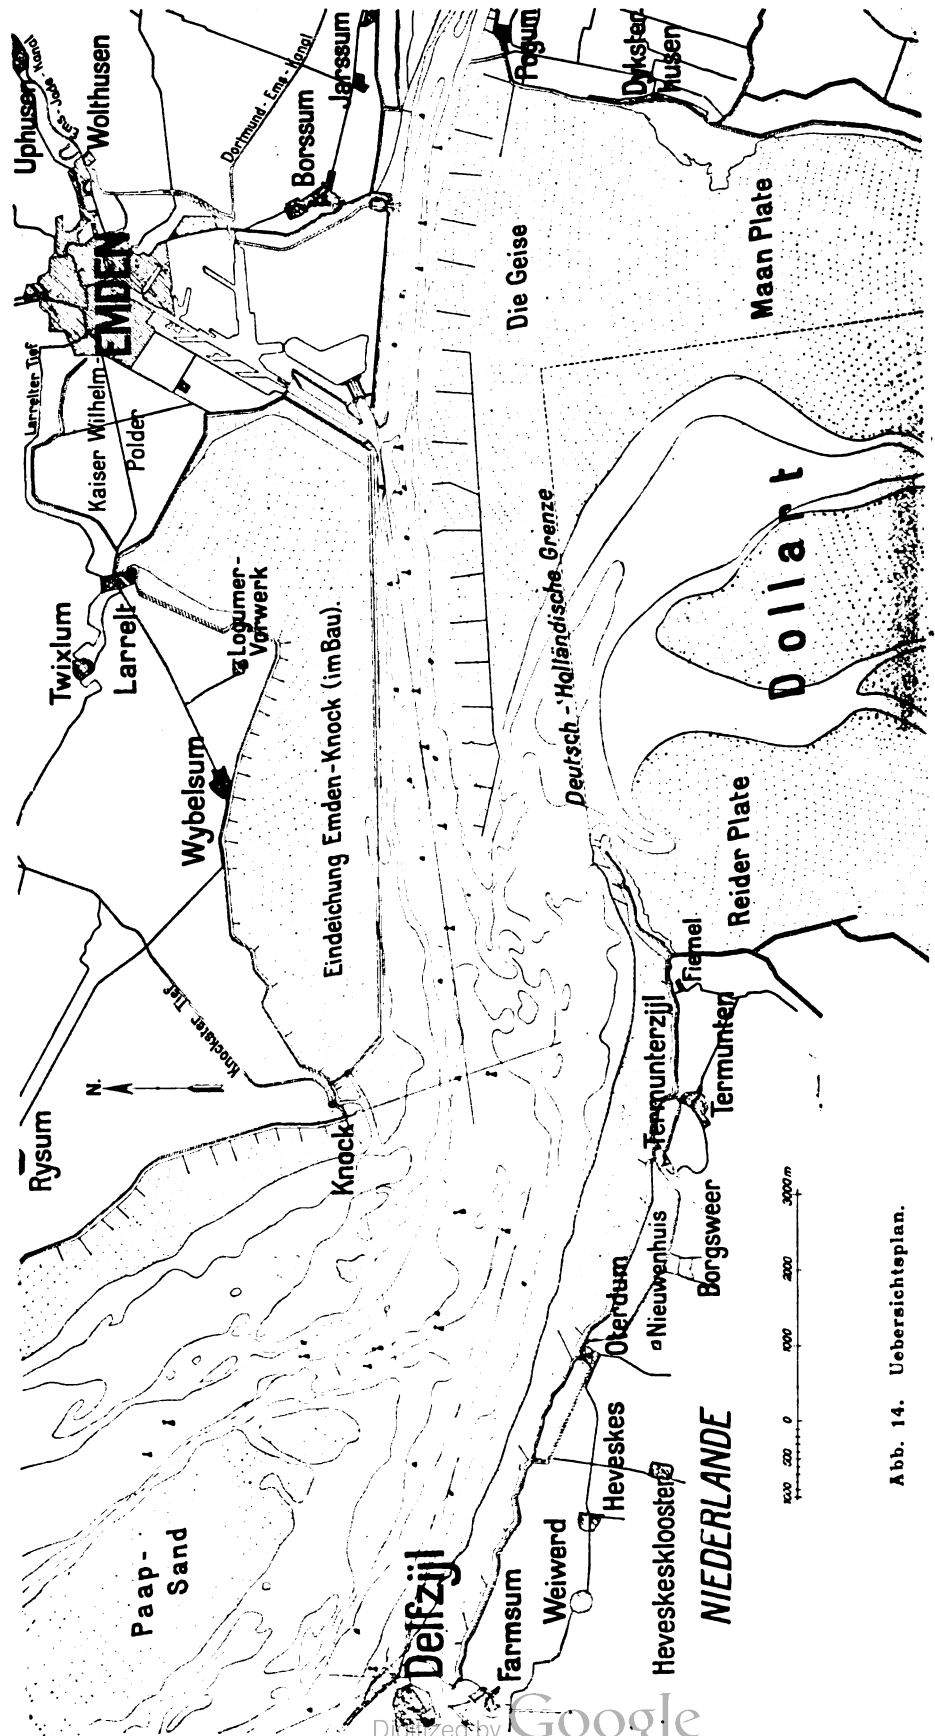 Uphusen
Ems-Jade-Kanal
Wolthusen
EMDEN
Larrelter Tief
Kaiser Wilhelm-
Polder
Dortmund-Ems-Kanal
Borssum
Jarssum
Pogum
Dykster-
husen
Die Geise
Maan Plate
Twixlum
Larrelt
Logumer-
Vorwerk
Wybelsum
Eindeichung Emden-Knock (im Bau).
Deutsch-Holländische Grenze
Dollart
Reider Plate
Rysum
N.
Knockster Tief
Knock
Fiemel
Termunterzijl
Termunten
Borgsweer
Nieuwenhuis
Oterdum
Heveskes
Heveskesklooster
Weiwerd
Farmsum
Delfzijl
Paap-
Sand
NIEDERLANDE
1000 500 0 1000 2000 3000 m
Abb. 14. Uebersichtsplan.
Digitized by Google